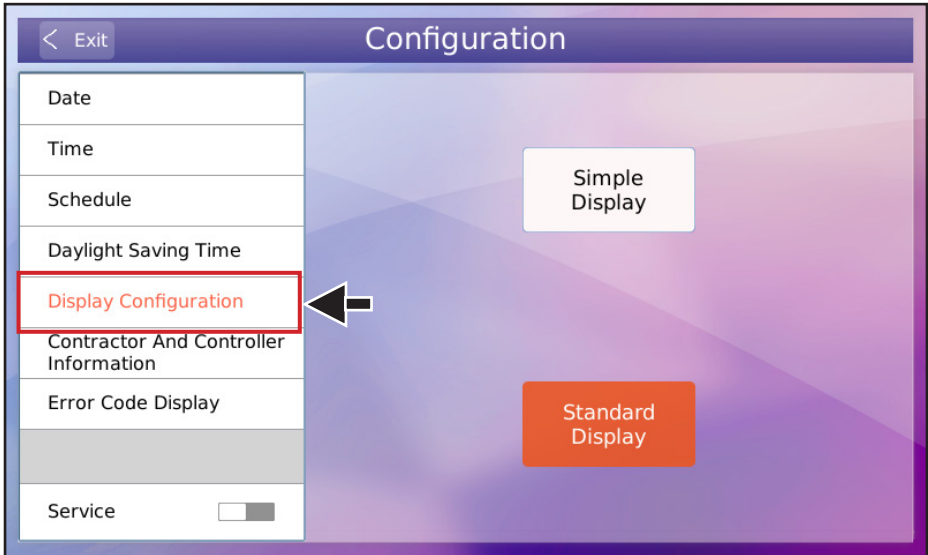 Exit
Configuration
Date
Time
Schedule
Daylight Saving Time
Display Configuration
Contractor And Controller
Information
Error Code Display
Service
Simple
Display
Standard
Display